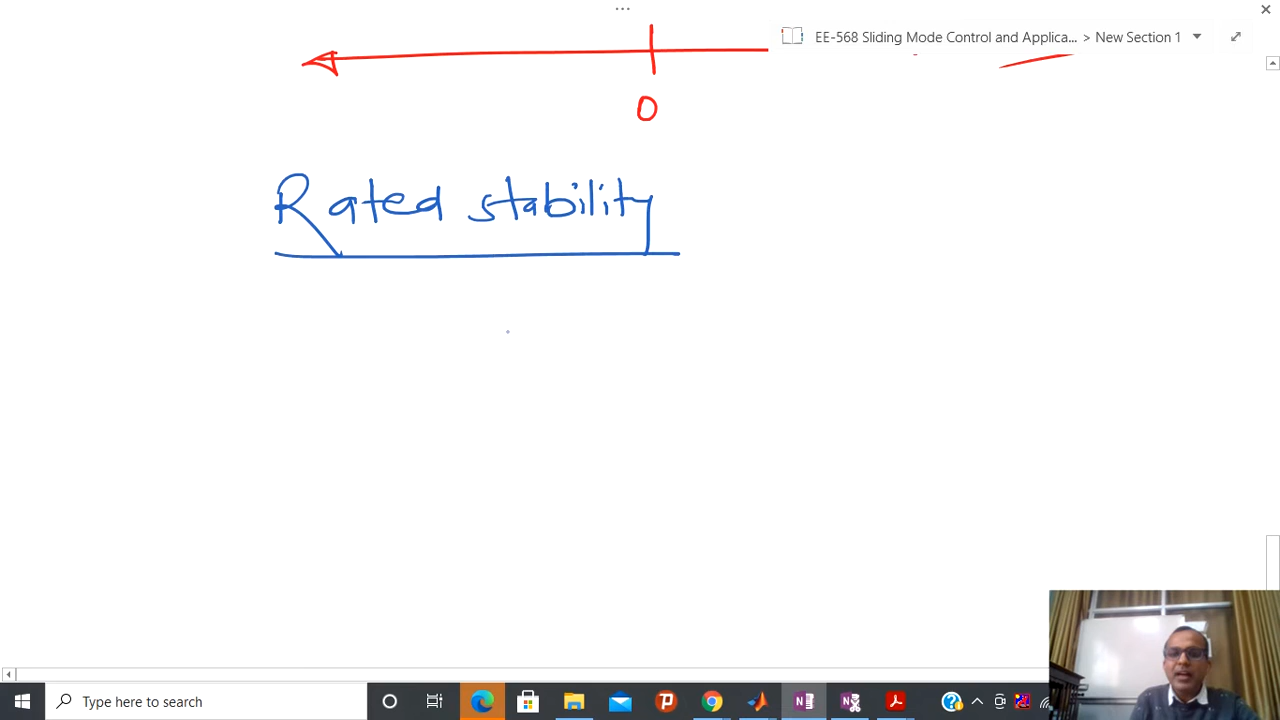 EE-568 Sliding Mode Control and Applica... > New Section 1
0
Rated stability
Type here to search